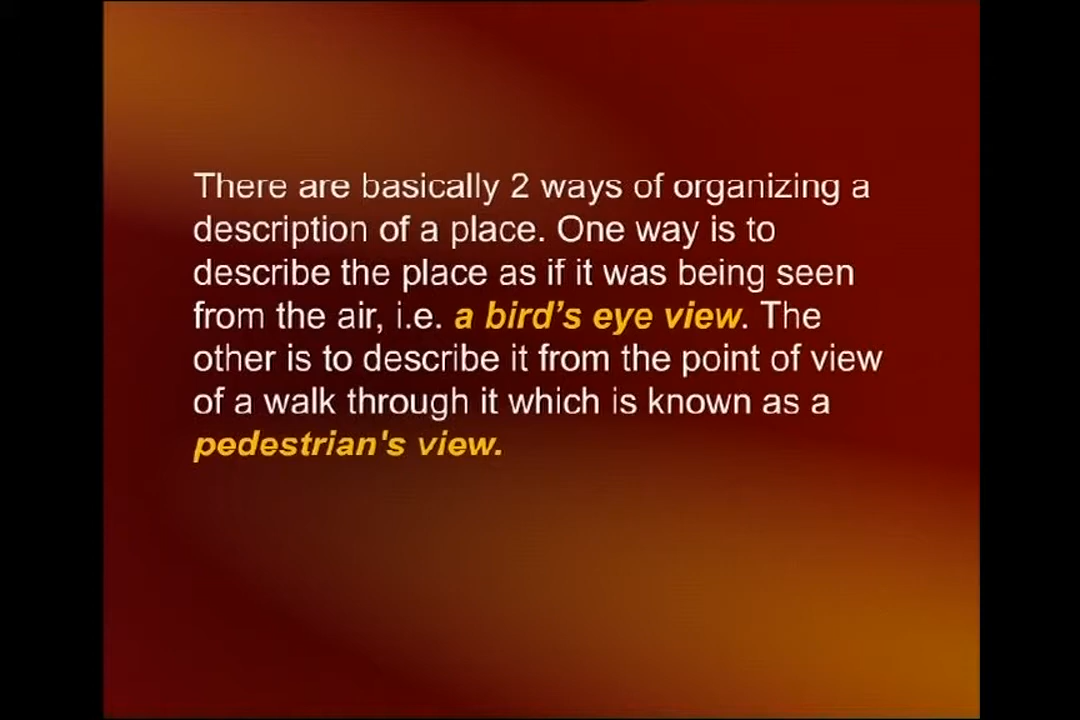 There are basically 2 ways of organizing a
description of a place. One way is to
describe the place as if it was being seen
from the air, i.e. a bird’s eye view. The
other is to describe it from the point of view
of a walk through it which is known as a
pedestrian's view.